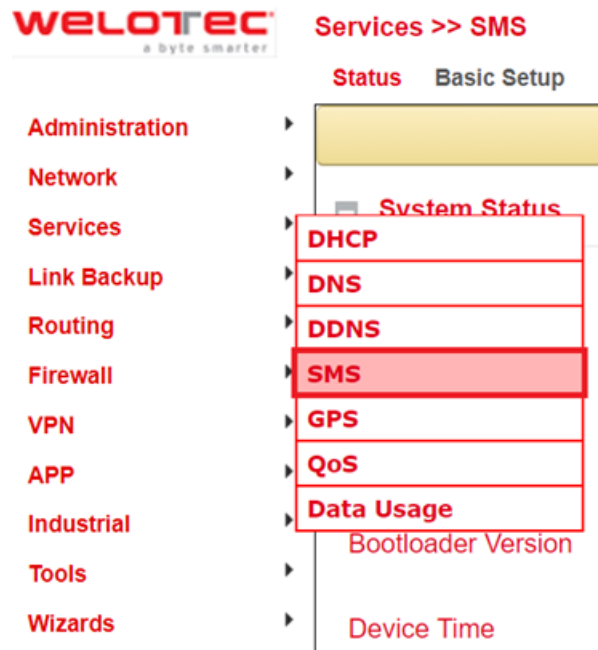 WELOTEC
a byte smarter
Services >> SMS
Status Basic Setup
Administration
Network
Services
Link Backup
Routing
Firewall
VPN
APP
Industrial
Tools
Wizards
System Status
DHCP
DNS
DDNS
SMS
GPS
QoS
Data Usage
Bootloader Version
Device Time